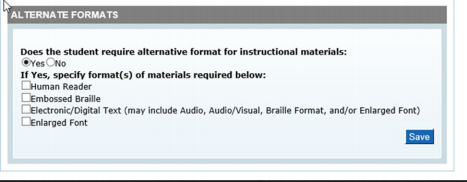 ALTERNATE FORMATS
Does the student require alternative format for instructional materials:
Yes No
If Yes, specify format(s) of materials required below:
Human Reader
Embossed Braille
Electronic/Digital Text (may include Audio, Audio/Visual, Braille Format, and/or Enlarged Font)
Enlarged Font
Save